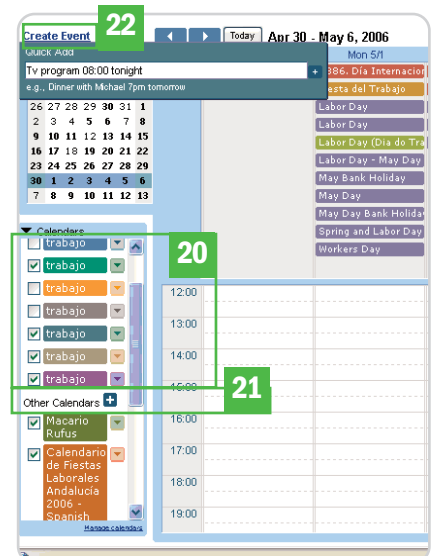 Create Event
22
Today Apr 30 - May 6, 2006
Quick Add
Mon 5/1
Tv program 08:00 tonight
+
e.g., Dinner with Michael 7pm tomorrow
886. Día Internacion
esta del Trabajo
Labor Day
Labor Day
Labor Day (Dia do Tra
Labor Day - May Day
May Bank Holiday
May Day
May Day Bank Holida
Spring and Labor Day
Workers Day
26 27 28 29 30 31 1
2 3 4 5 6 7 8
9 10 11 12 13 14 15
16 17 18 19 20 21 22
23 24 25 26 27 28 29
30 1 2 3 4 5 6
7 8 9 10 11 12 13
Calendars
20
trabajo
trabajo
trabajo
trabajo
trabajo
trabajo
trabajo
21
Other Calendars +
Macario
Rufus
Calendario
de Fiestas
Laborales
Andalucía
2006 -
Spanish
Manage calendars
12:00
13:00
14:00
15:00
16:00
17:00
18:00
19:00